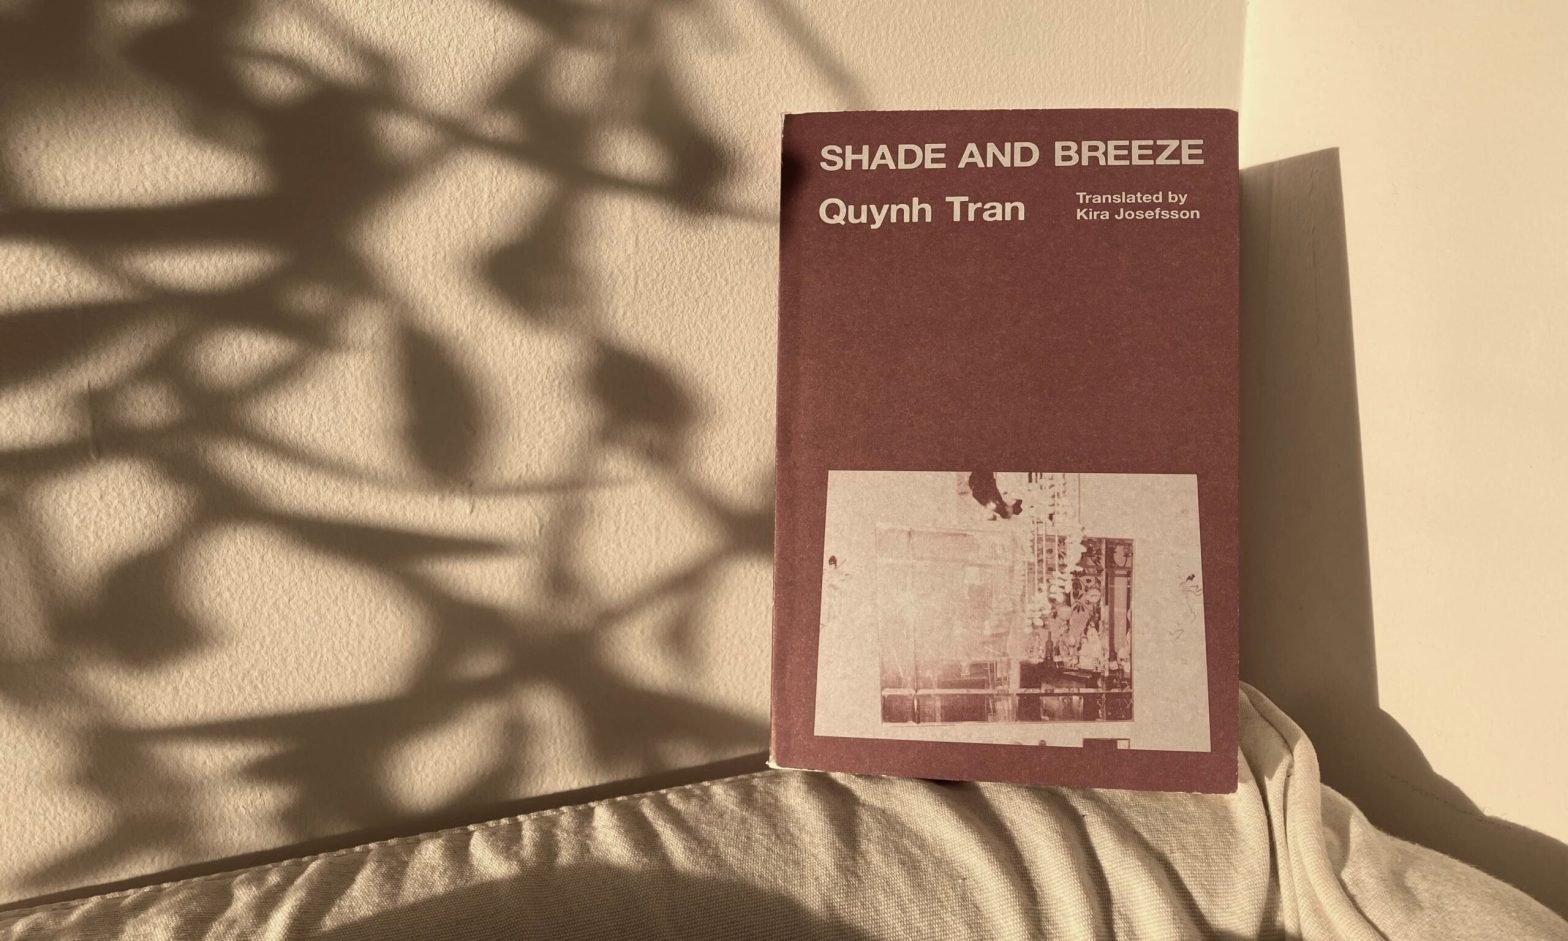 SHADE AND BREEZE
Quynh Tran
Translated by
Kira Josefsson